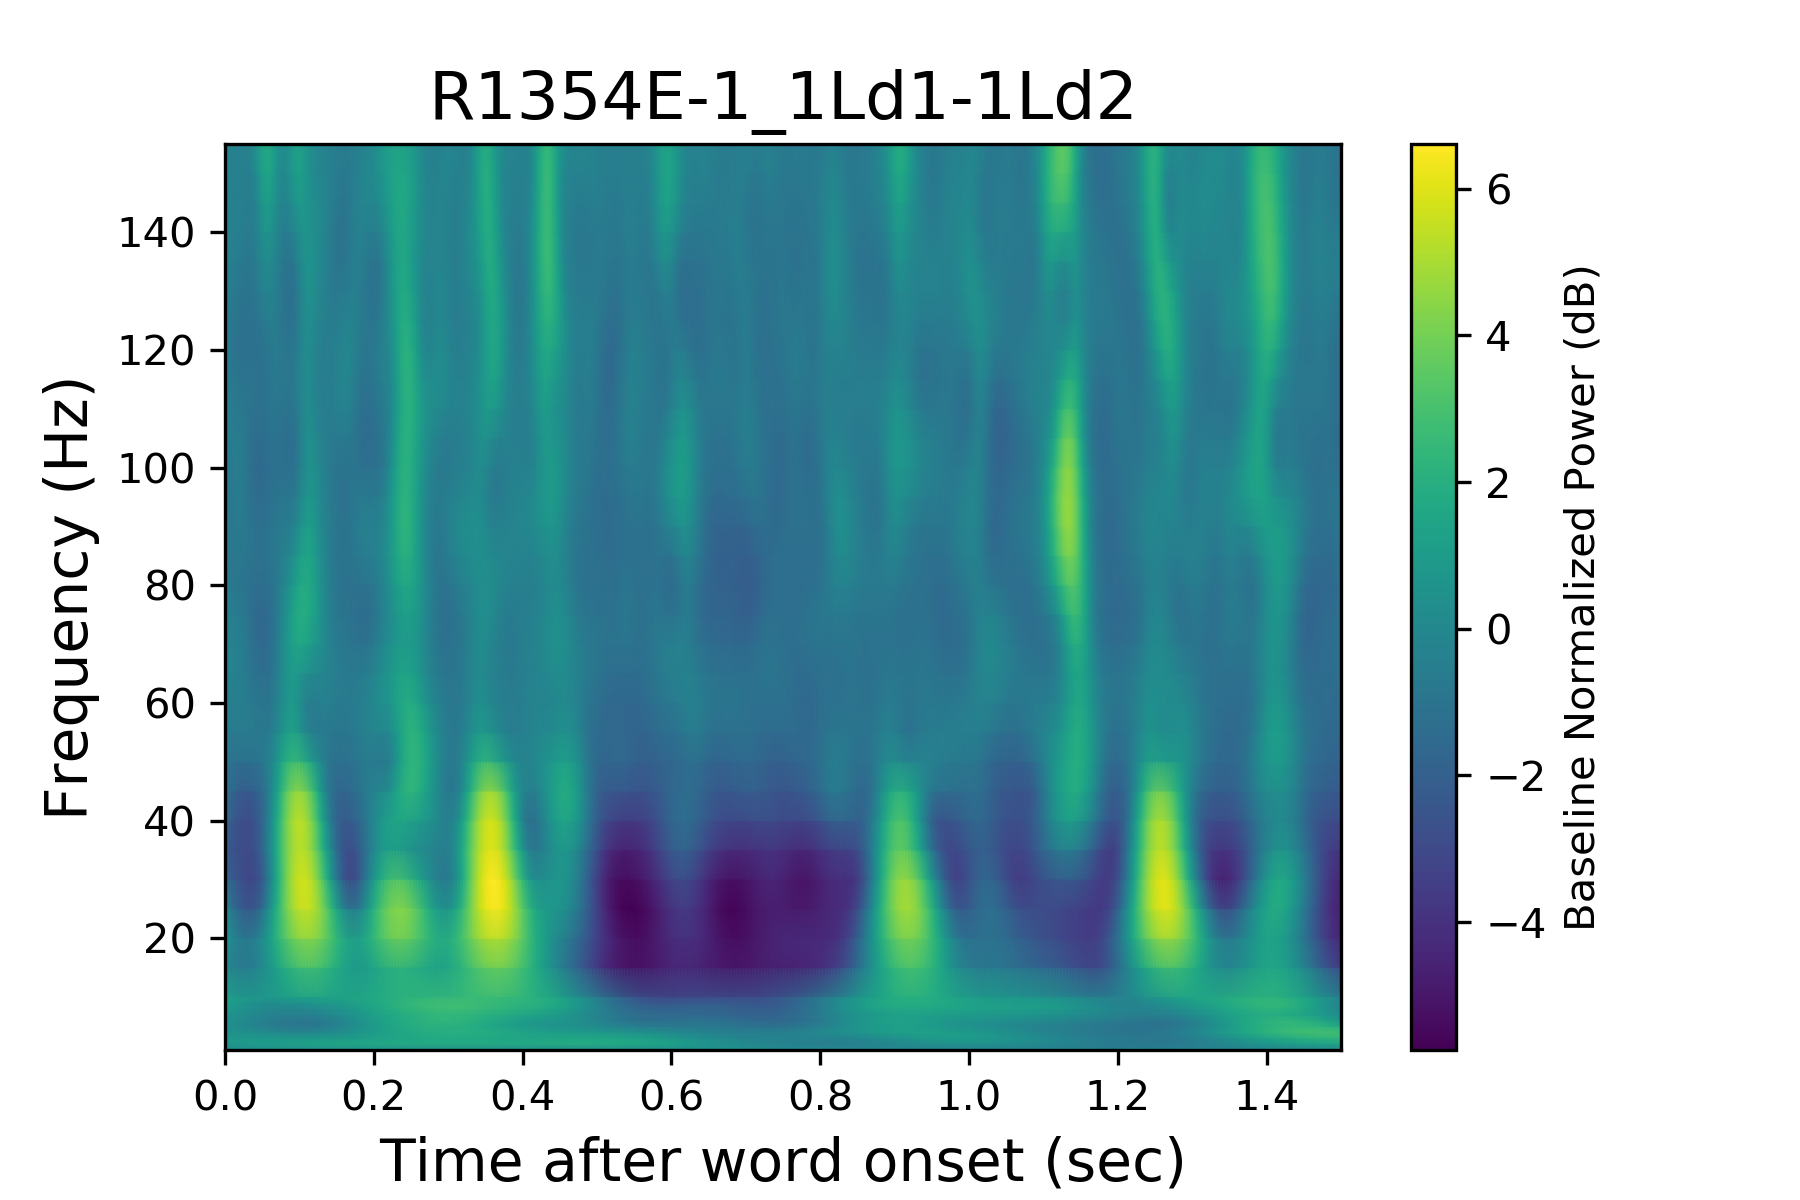 R1354E-1_1Ld1-1Ld2
140
120
100
80
60
40
20
Frequency (Hz)
0.0 0.2 0.4 0.6 0.8 1.0 1.2 1.4
Time after word onset (sec)
6
4
2
0
−2
−4
Baseline Normalized Power (dB)